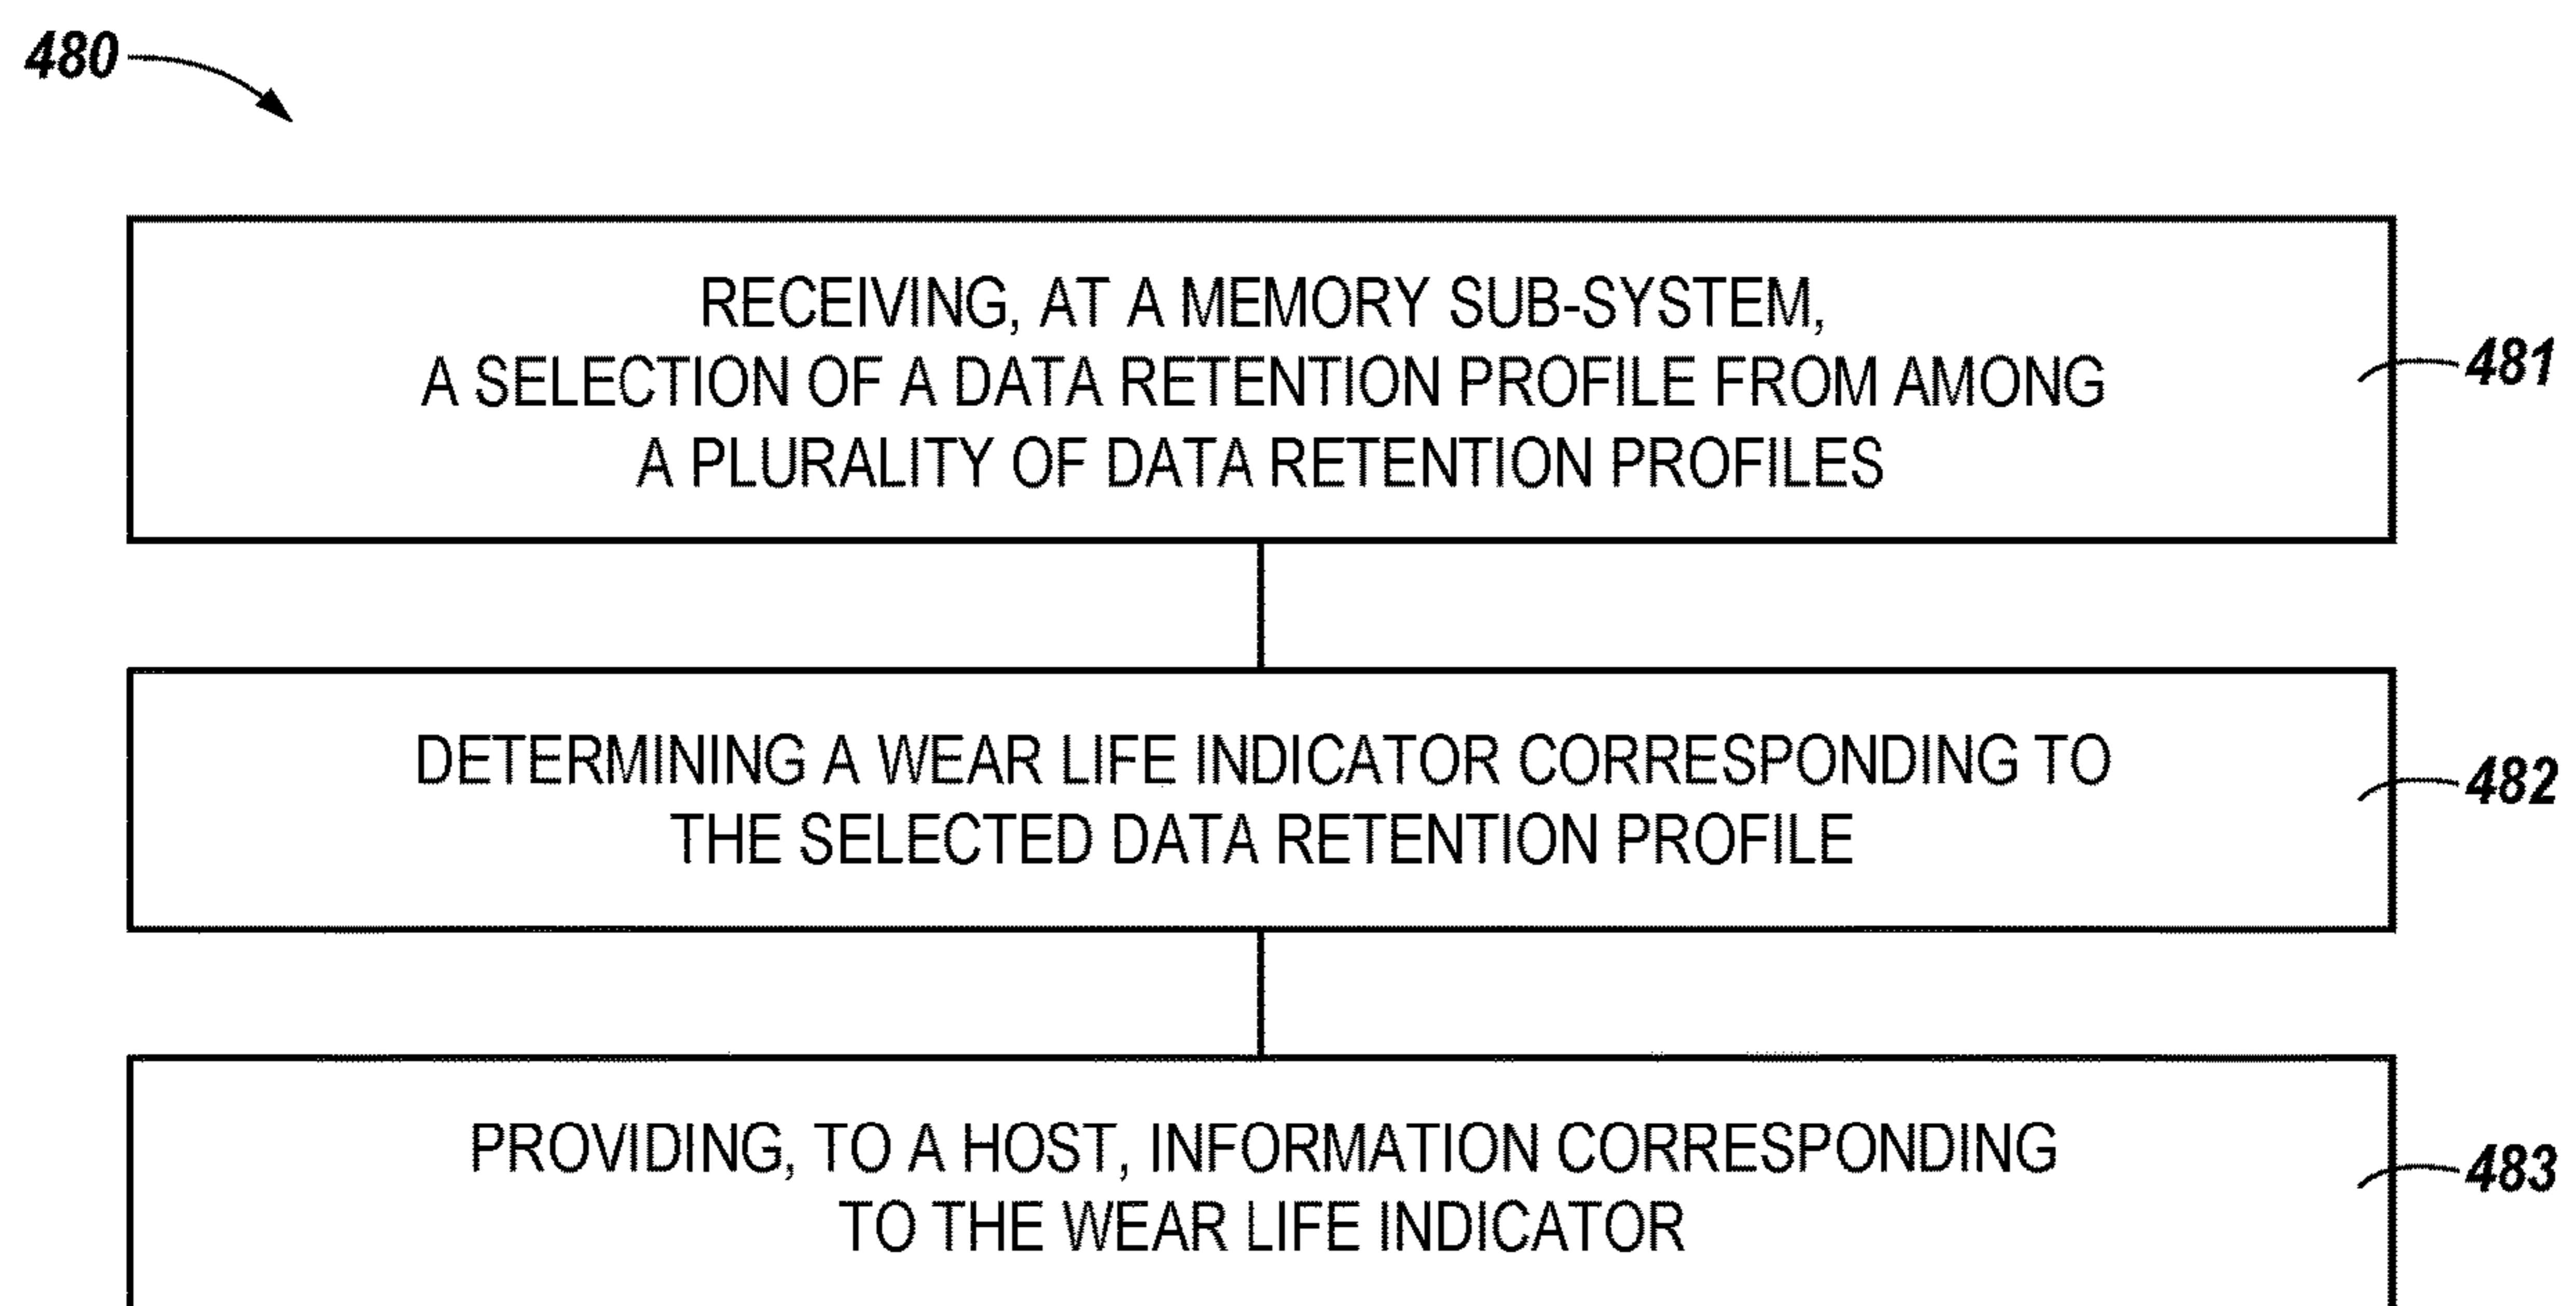 480
RECEIVING, AT A MEMORY SUB-SYSTEM,
A SELECTION OF A DATA RETENTION PROFILE FROM AMONG
A PLURALITY OF DATA RETENTION PROFILES
481
DETERMINING A WEAR LIFE INDICATOR CORRESPONDING TO
THE SELECTED DATA RETENTION PROFILE
482
PROVIDING, TO A HOST, INFORMATION CORRESPONDING
TO THE WEAR LIFE INDICATOR
483